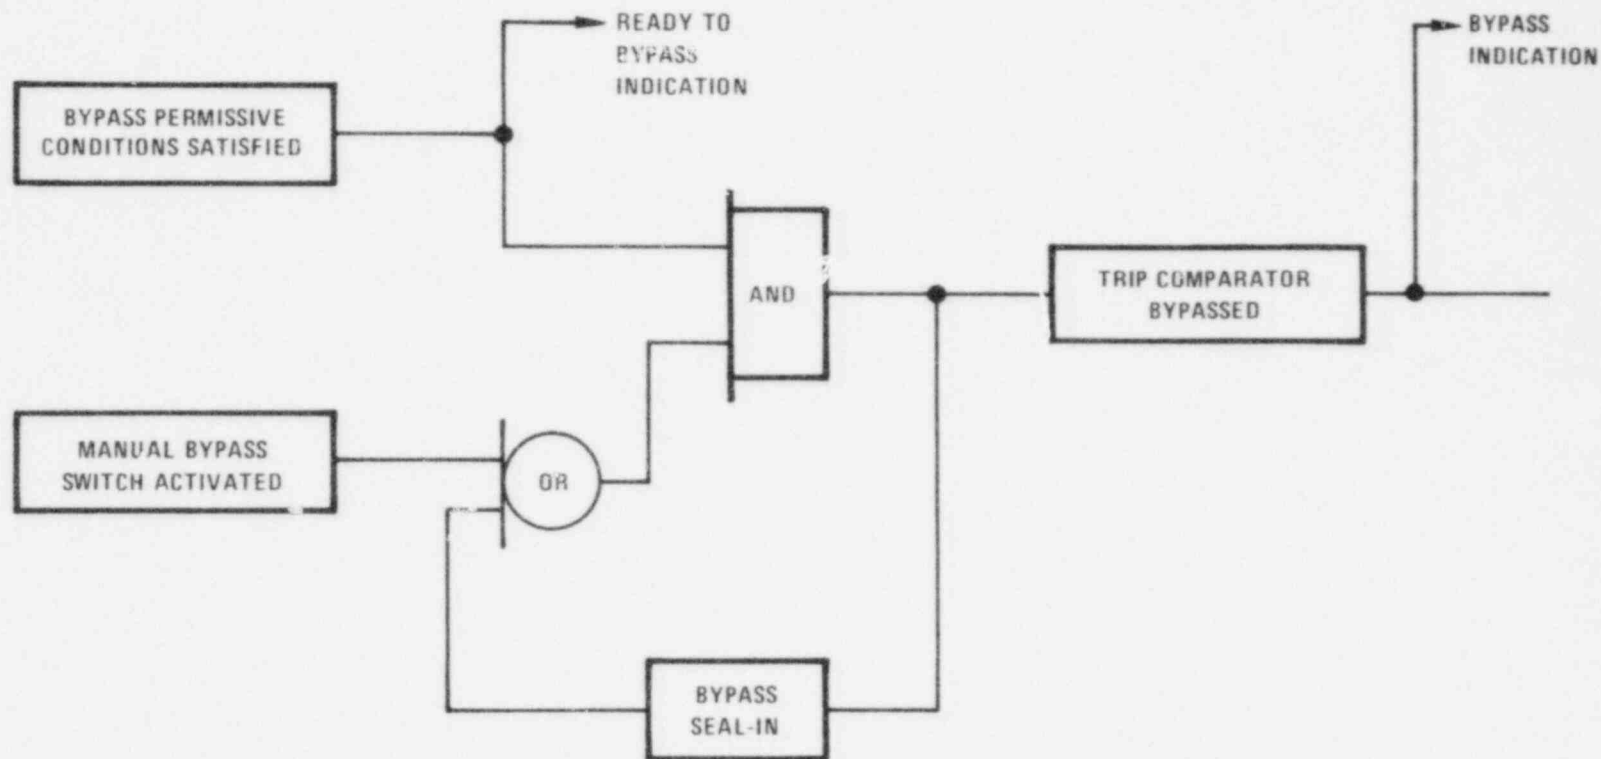 READY TO
BYPASS
INDICATION
BYPASS
INDICATION
BYPASS PERMISSIVE
CONDITIONS SATISFIED
AND
TRIP COMPARATOR
BYPASSED
MANUAL BYPASS
SWITCH ACTIVATED
OR
BYPASS
SEAL-IN